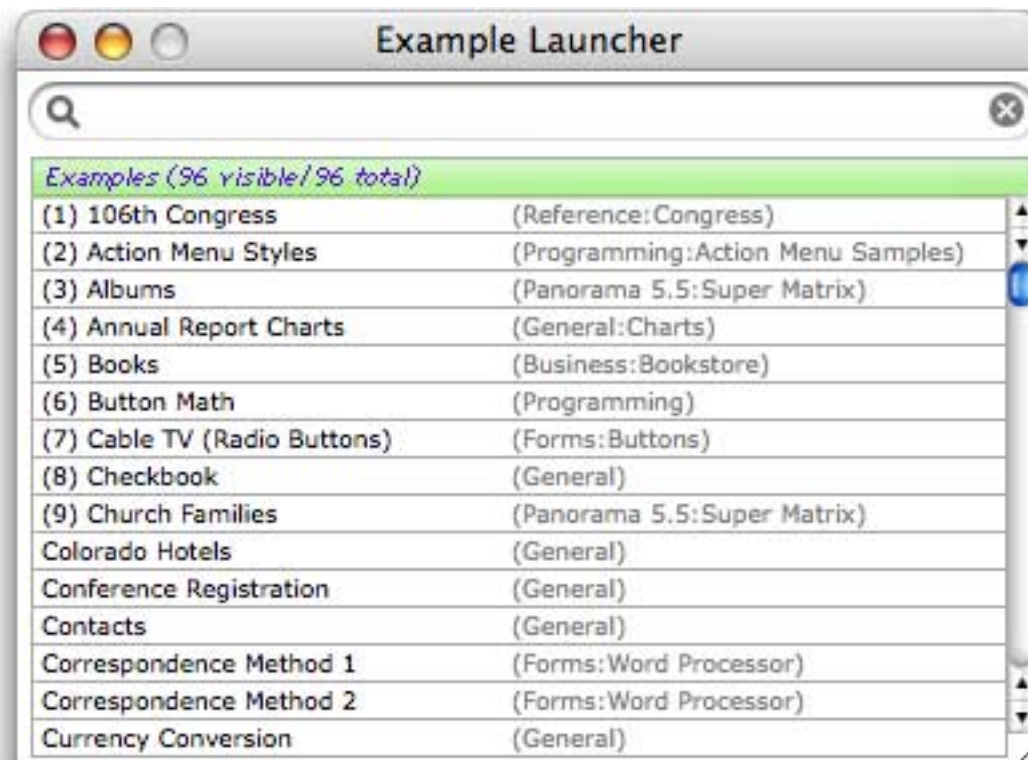 Example Launcher
Examples (96 visible/96 total)
(1) 106th Congress (Reference:Congress)
(2) Action Menu Styles (Programming:Action Menu Samples)
(3) Albums (Panorama 5.5:Super Matrix)
(4) Annual Report Charts (General:Charts)
(5) Books (Business:Bookstore)
(6) Button Math (Programming)
(7) Cable TV (Radio Buttons) (Forms:Buttons)
(8) Checkbook (General)
(9) Church Families (Panorama 5.5:Super Matrix)
Colorado Hotels (General)
Conference Registration (General)
Contacts (General)
Correspondence Method 1 (Forms:Word Processor)
Correspondence Method 2 (Forms:Word Processor)
Currency Conversion (General)